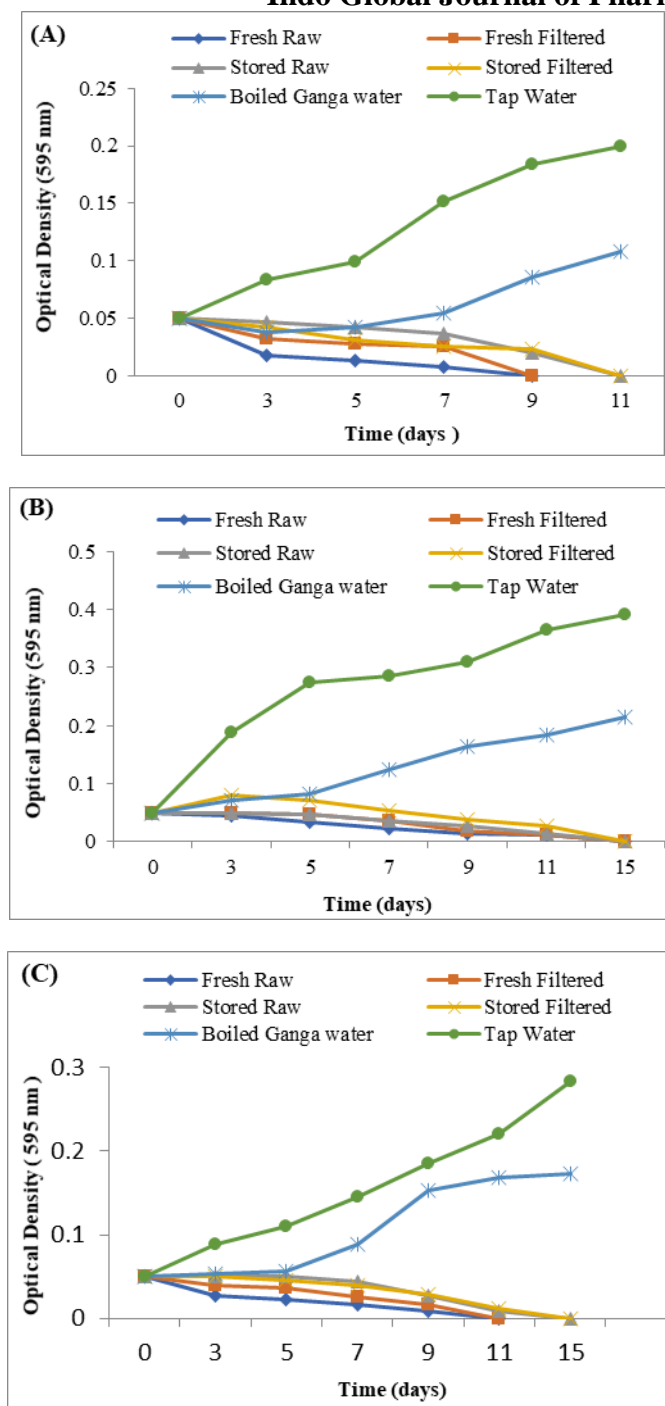 Indo Global Journal of Phar
(A)
Fresh Raw
Fresh Filtered
Stored Raw
Stored Filtered
Boiled Ganga water
Tap Water
0.25
0.2
0.15
0.1
0.05
0
Optical Density (595 nm)
0 3 5 7 9 11
Time (days )
(B)
Fresh Raw
Fresh Filtered
Stored Raw
Stored Filtered
Boiled Ganga water
Tap Water
0.5
0.4
0.3
0.2
0.1
0
Optical Density (595 nm)
0 3 5 7 9 11 15
Time (days)
(C)
Fresh Raw
Fresh Filtered
Stored Raw
Stored Filtered
Boiled Ganga water
Tap Water
0.3
0.2
0.1
0
Optical Density ( 595 nm )
0 3 5 7 9 11 15
Time (days)